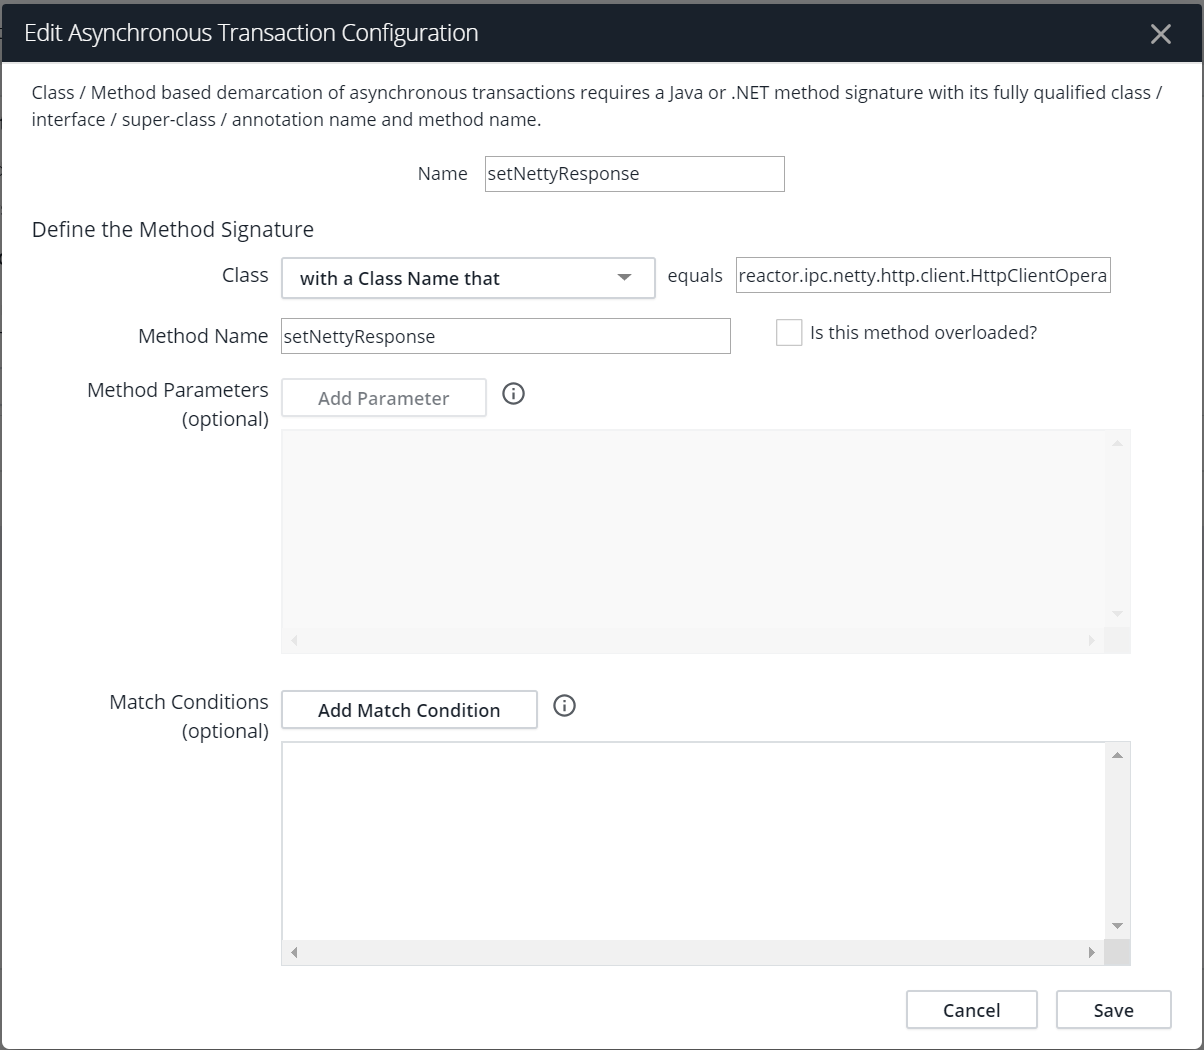 Edit Asynchronous Transaction Configuration
Class / Method based demarcation of asynchronous transactions requires a Java or .NET method signature with its fully qualified class /
interface / super-class / annotation name and method name.
Name setNettyResponse
Define the Method Signature
Class with a Class Name that equals reactor.ipc.netty.http.client.HttpClientOpera
Method Name setNettyResponse Is this method overloaded?
Method Parameters
(optional)
Add Parameter
Match Conditions
(optional)
Add Match Condition
Cancel Save